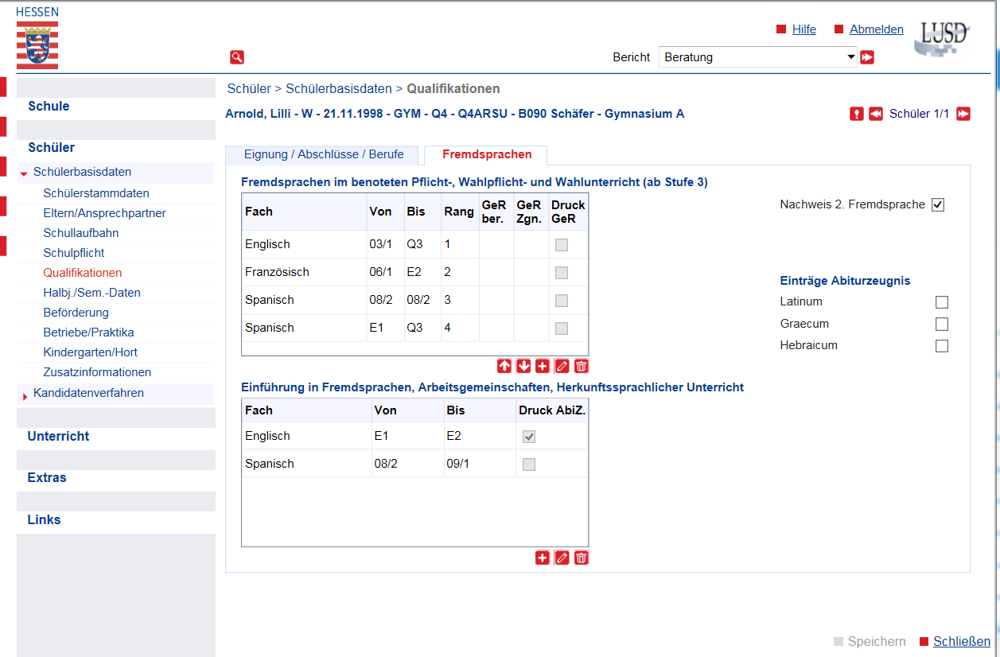 HESSEN
Hilfe Abmelden
LUSD
Bericht Beratung
Schüler > Schülerbasisdaten > Qualifikationen
Arnold, Lilli - W - 21.11.1998 - GYM - Q4 - Q4ARSU - B090 Schäfer - Gymnasium A
Schüler 1/1
Schule
Schüler
Schülerbasisdaten
Schülerstammdaten
Eltern/Ansprechpartner
Schullaufbahn
Schulpflicht
Qualifikationen
Halbj./Sem.-Daten
Beförderung
Betriebe/Praktika
Kindergarten/Hort
Zusatzinformationen
Kandidatenverfahren
Unterricht
Extras
Links
Eignung / Abschlüsse / Berufe Fremdsprachen
Fremdsprachen im benoteten Pflicht-, Wahlpflicht- und Wahlunterricht (ab Stufe 3)
Fach Von Bis Rang GeR ber. GeR Zgn. Druck GeR
Englisch 03/1 Q3 1
Französisch 06/1 E2 2
Spanisch 08/2 08/2 3
Spanisch E1 Q3 4
Nachweis 2. Fremdsprache
Einträge Abiturzeugnis
Latinum
Graecum
Hebraicum
Einführung in Fremdsprachen, Arbeitsgemeinschaften, Herkunftssprachlicher Unterricht
Fach Von Bis Druck AbiZ.
Englisch E1 E2
Spanisch 08/2 09/1
Speichern Schließen